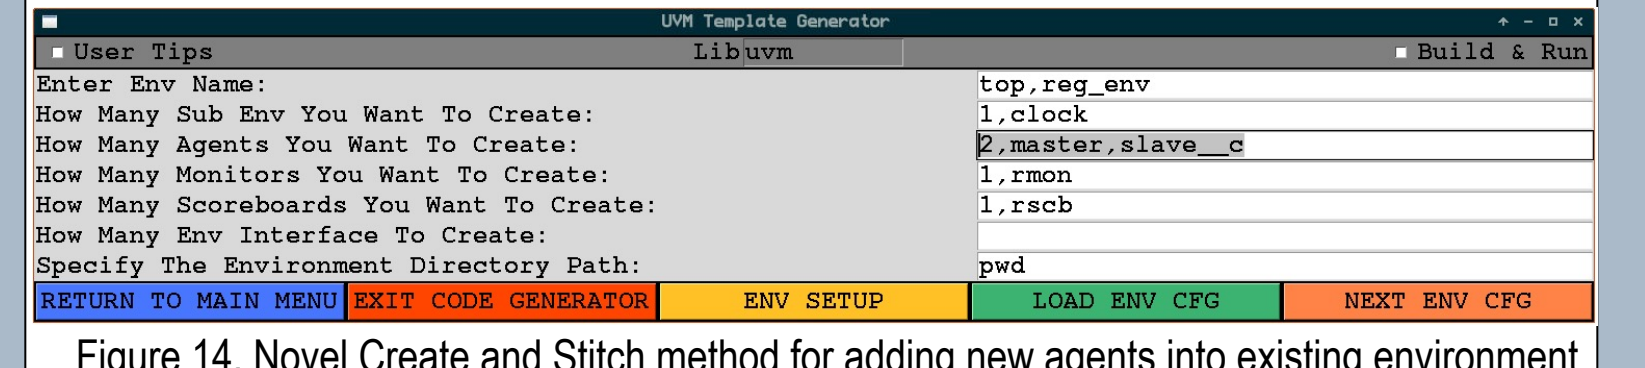 UVM Template Generator
User Tips Lib uvm Build & Run
Enter Env Name: top,reg_env
How Many Sub Env You Want To Create: 1,clock
How Many Agents You Want To Create: 2,master,slave__c
How Many Monitors You Want To Create: 1,rmon
How Many Scoreboards You Want To Create: 1,rscb
How Many Env Interface To Create:
Specify The Environment Directory Path: pwd
RETURN TO MAIN MENU EXIT CODE GENERATOR ENV SETUP LOAD ENV CFG NEXT ENV CFG
Figure 14. Novel Create and Stitch method for adding new agents into existing environment